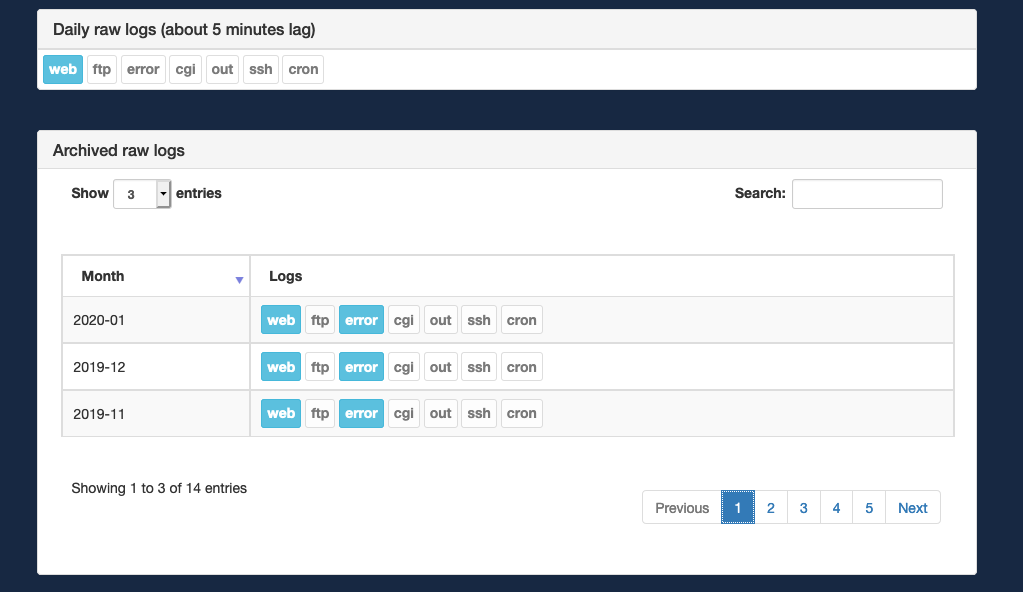 Daily raw logs (about 5 minutes lag)
web ftp error cgi out ssh cron
Archived raw logs
Show 3 entries Search:
Month Logs
2020-01 web ftp error cgi out ssh cron
2019-12 web ftp error cgi out ssh cron
2019-11 web ftp error cgi out ssh cron
Showing 1 to 3 of 14 entries
Previous 1 2 3 4 5 Next